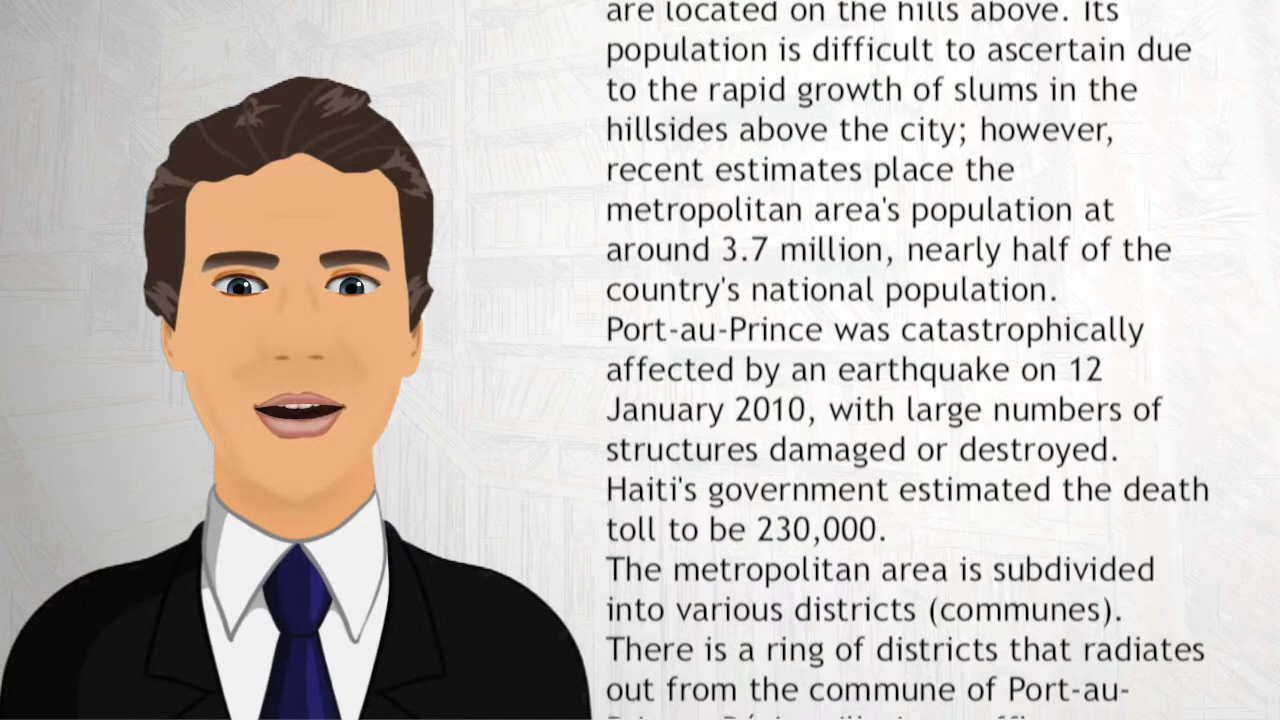 are located on the hills above. Its
population is difficult to ascertain due
to the rapid growth of slums in the
hillsides above the city; however,
recent estimates place the
metropolitan area's population at
around 3.7 million, nearly half of the
country's national population.
Port-au-Prince was catastrophically
affected by an earthquake on 12
January 2010, with large numbers of
structures damaged or destroyed.
Haiti's government estimated the death
toll to be 230,000.
The metropolitan area is subdivided
into various districts (communes).
There is a ring of districts that radiates
out from the commune of Port-au-